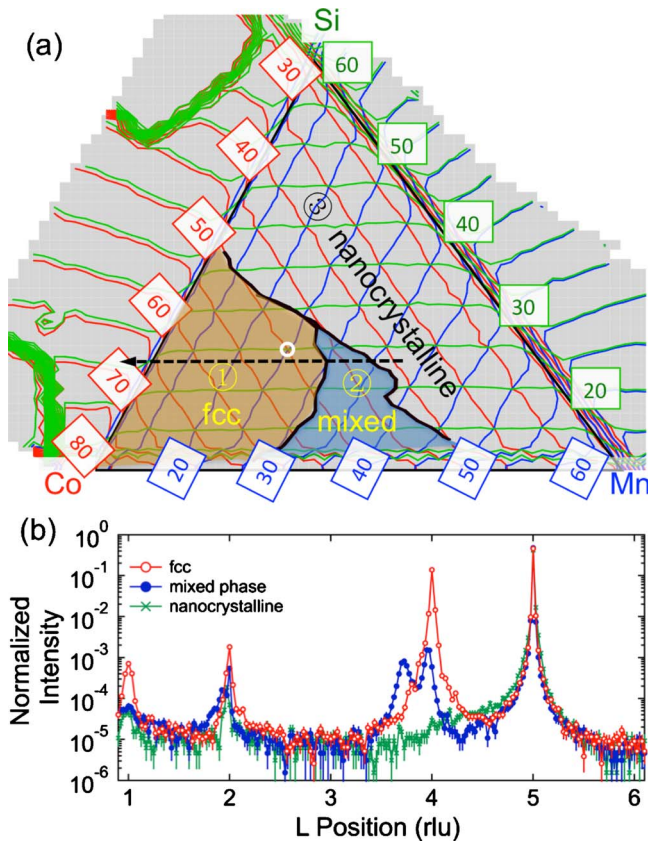 (a)
Si
30
60
40
50
③
50
nanocrystalline
40
60
30
70
①
②
20
fcc
mixed
80
20
30
40
50
60
Co
Mn
(b)
10^0
10^-1
10^-2
10^-3
10^-4
10^-5
10^-6
Normalized
Intensity
fcc
mixed phase
nanocrystalline
1 2 3 4 5 6
L Position (rlu)